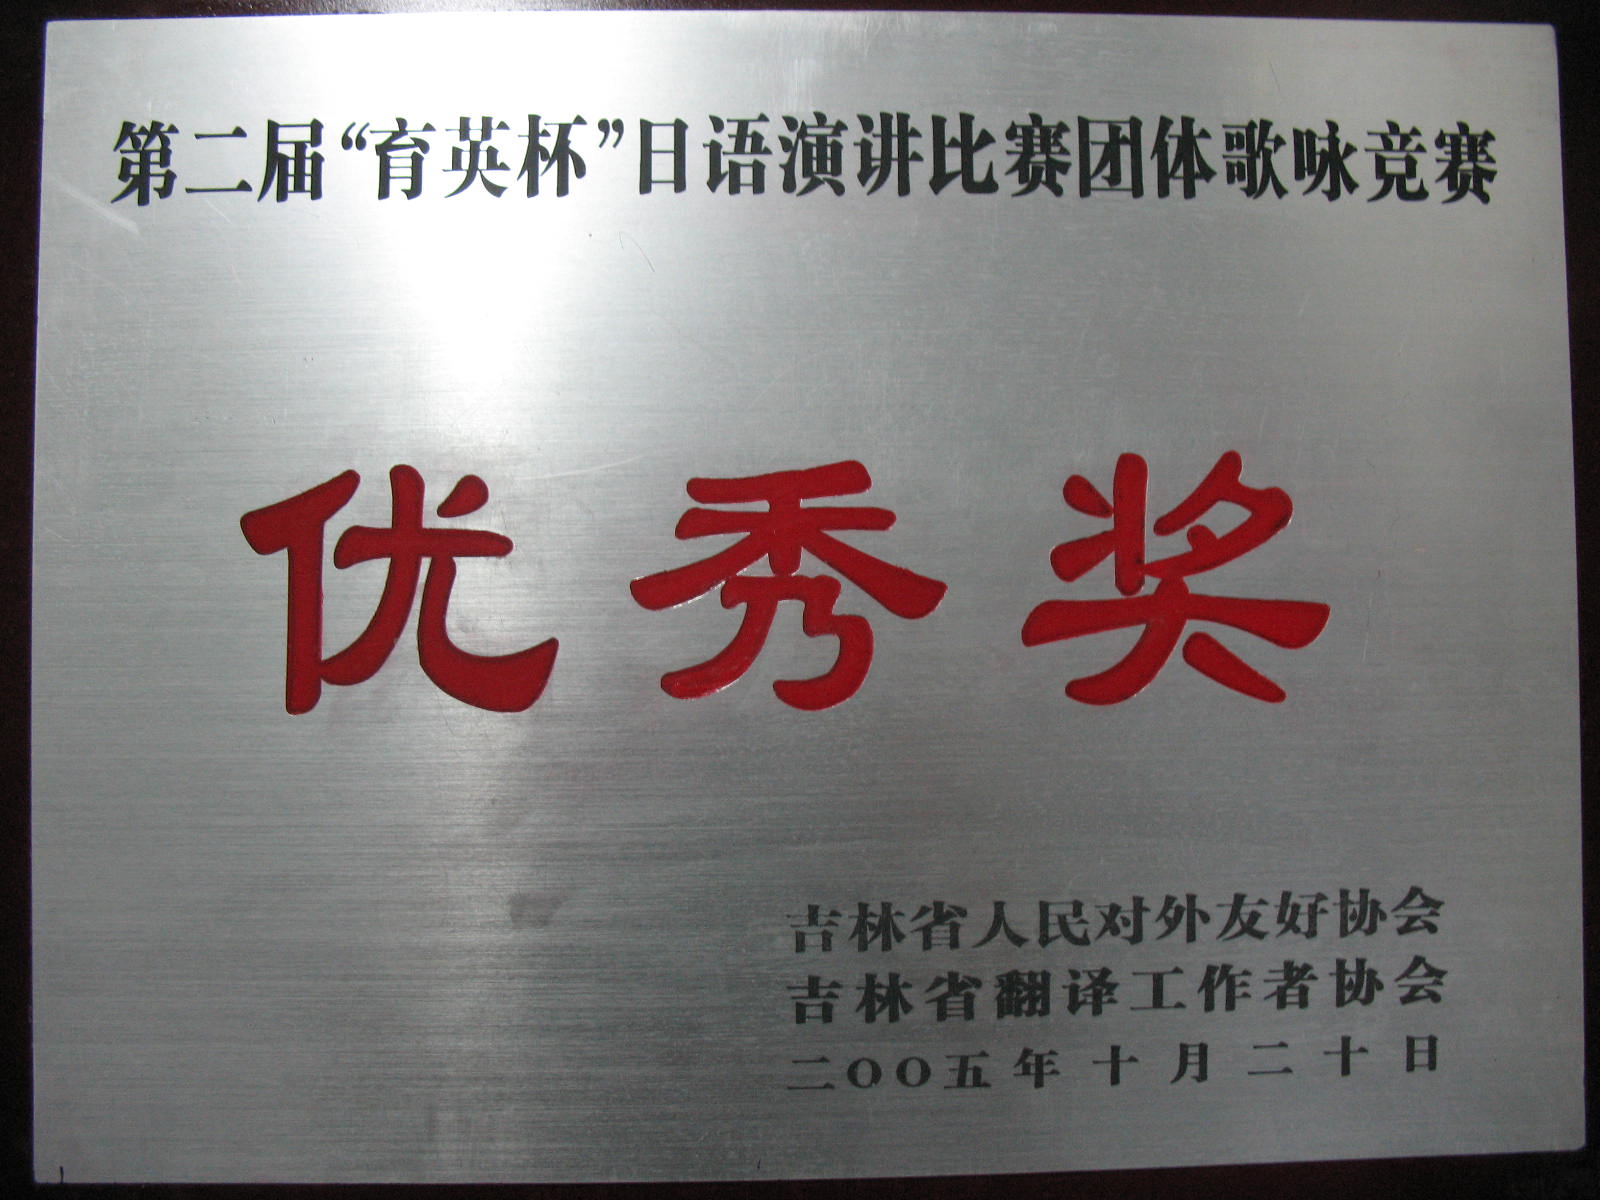 第二届“育英杯”日语演讲比赛团体歌咏竞赛
优秀奖
吉林省人民对外友好协会
吉林省翻译工作者协会
二〇〇五年十月二十日